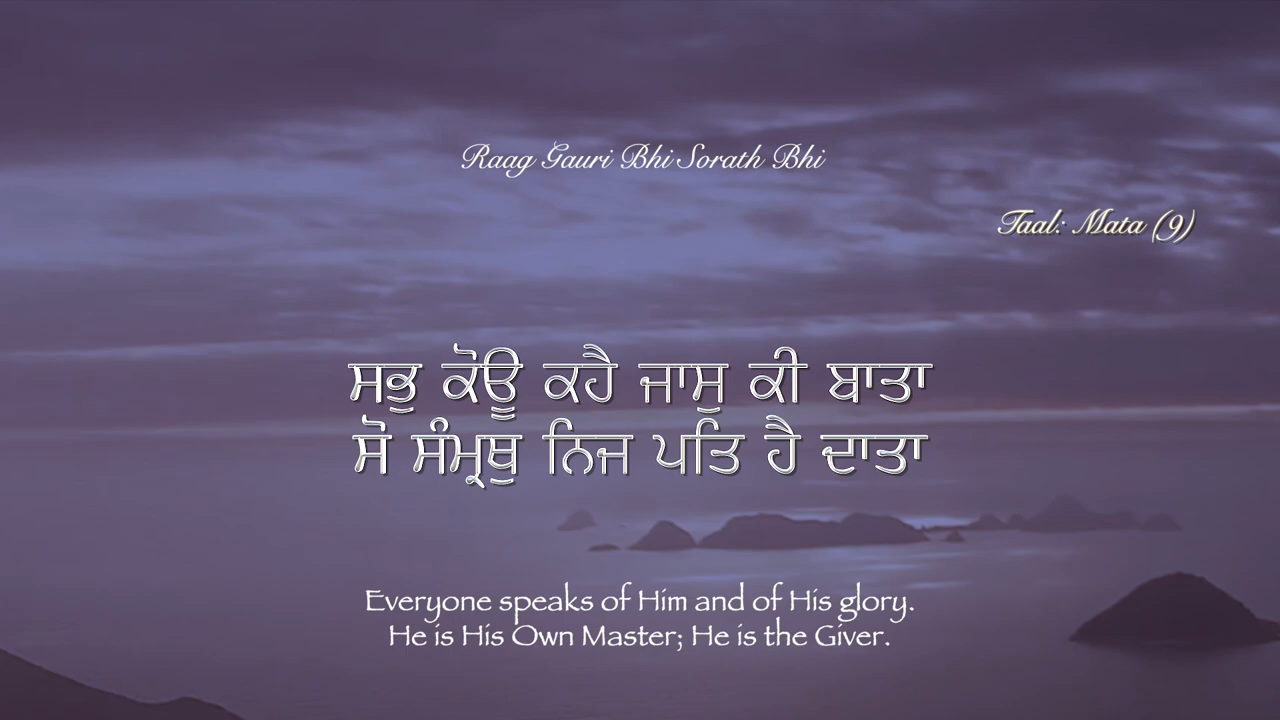 Raag Gauri Bhi Sorath Bhi
Taal: Mata (9)
ਸਭੁ ਕੋਊ ਕਹੈ ਜਾਸੁ ਕੀ ਬਾਤਾ
ਸੋ ਸੰਮ੍ਰਥੁ ਨਿਜ ਪਤਿ ਹੈ ਦਾਤਾ
Everyone speaks of Him and of His glory.
He is His Own Master; He is the Giver.